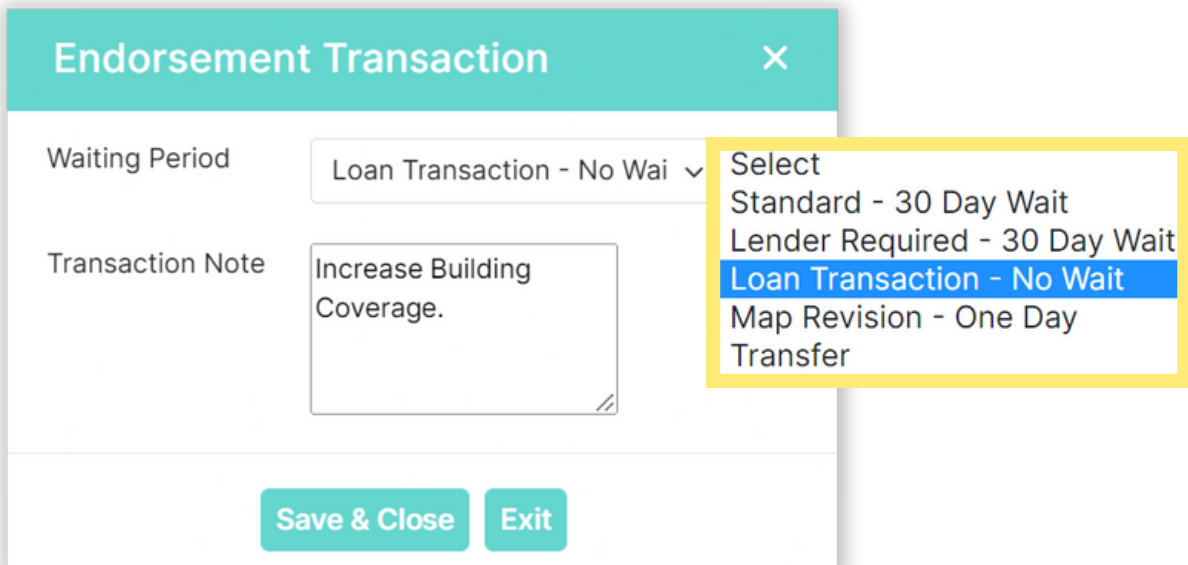 Endorsement Transaction
Waiting Period
Loan Transaction - No Wai
Select
Standard - 30 Day Wait
Lender Required - 30 Day Wait
Loan Transaction - No Wait
Map Revision - One Day
Transfer
Transaction Note
Increase Building
Coverage.
Save & Close
Exit